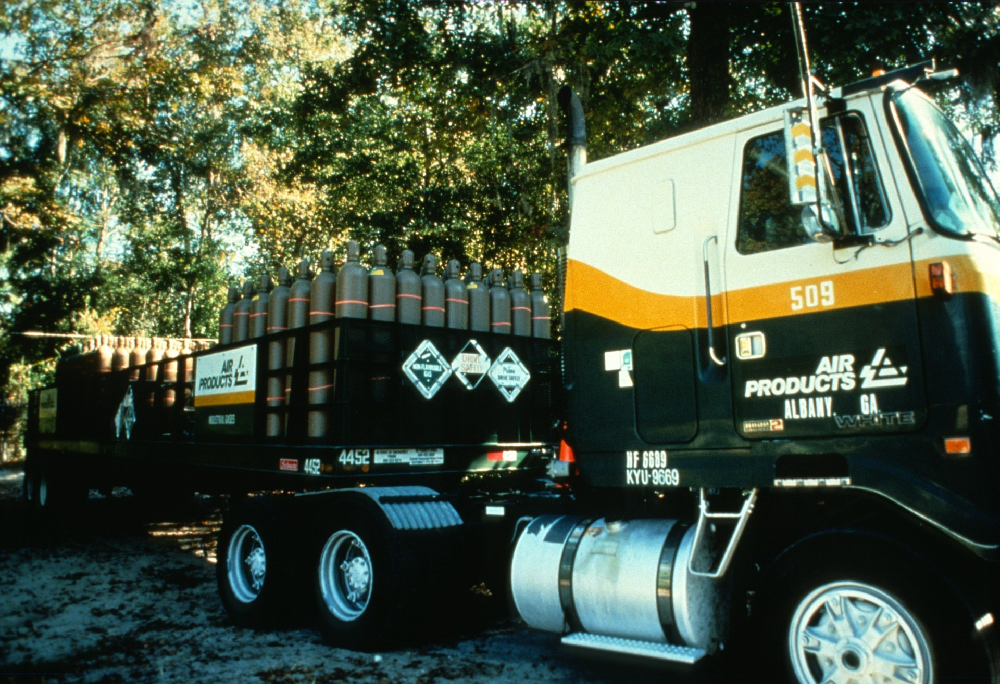 509
AIR
PRODUCTS
ALBANY, GA.
WHITE
HF 6689
KYU-9669
AIR
PRODUCTS
INDUSTRIAL GASES
NON-FLAMMABLE
GAS
DRIVE
SAFELY
Please
DRIVE SAFELY
4452
4452